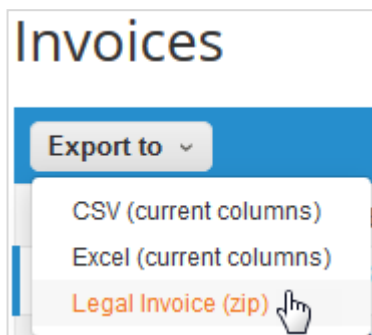 Invoices
Export to
CSV (current columns)
Excel (current columns)
Legal Invoice (zip)